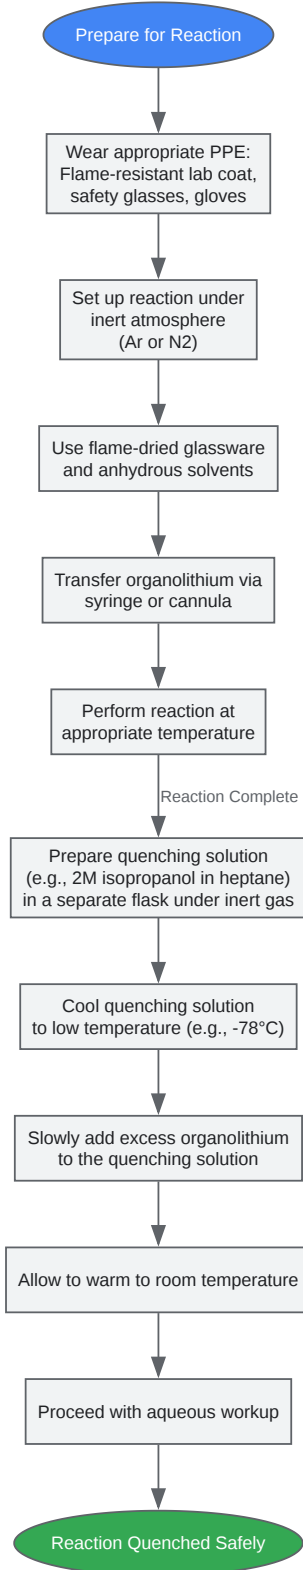 Prepare for Reaction
Wear appropriate PPE:
Flame-resistant lab coat,
safety glasses, gloves
Set up reaction under
inert atmosphere
(Ar or N2)
Use flame-dried glassware
and anhydrous solvents
Transfer organolithium via
syringe or cannula
Perform reaction at
appropriate temperature
Reaction Complete
Prepare quenching solution
(e.g., 2M isopropanol in heptane)
in a separate flask under inert gas
Cool quenching solution
to low temperature (e.g., -78°C)
Slowly add excess organolithium
to the quenching solution
Allow to warm to room temperature
Proceed with aqueous workup
Reaction Quenched Safely